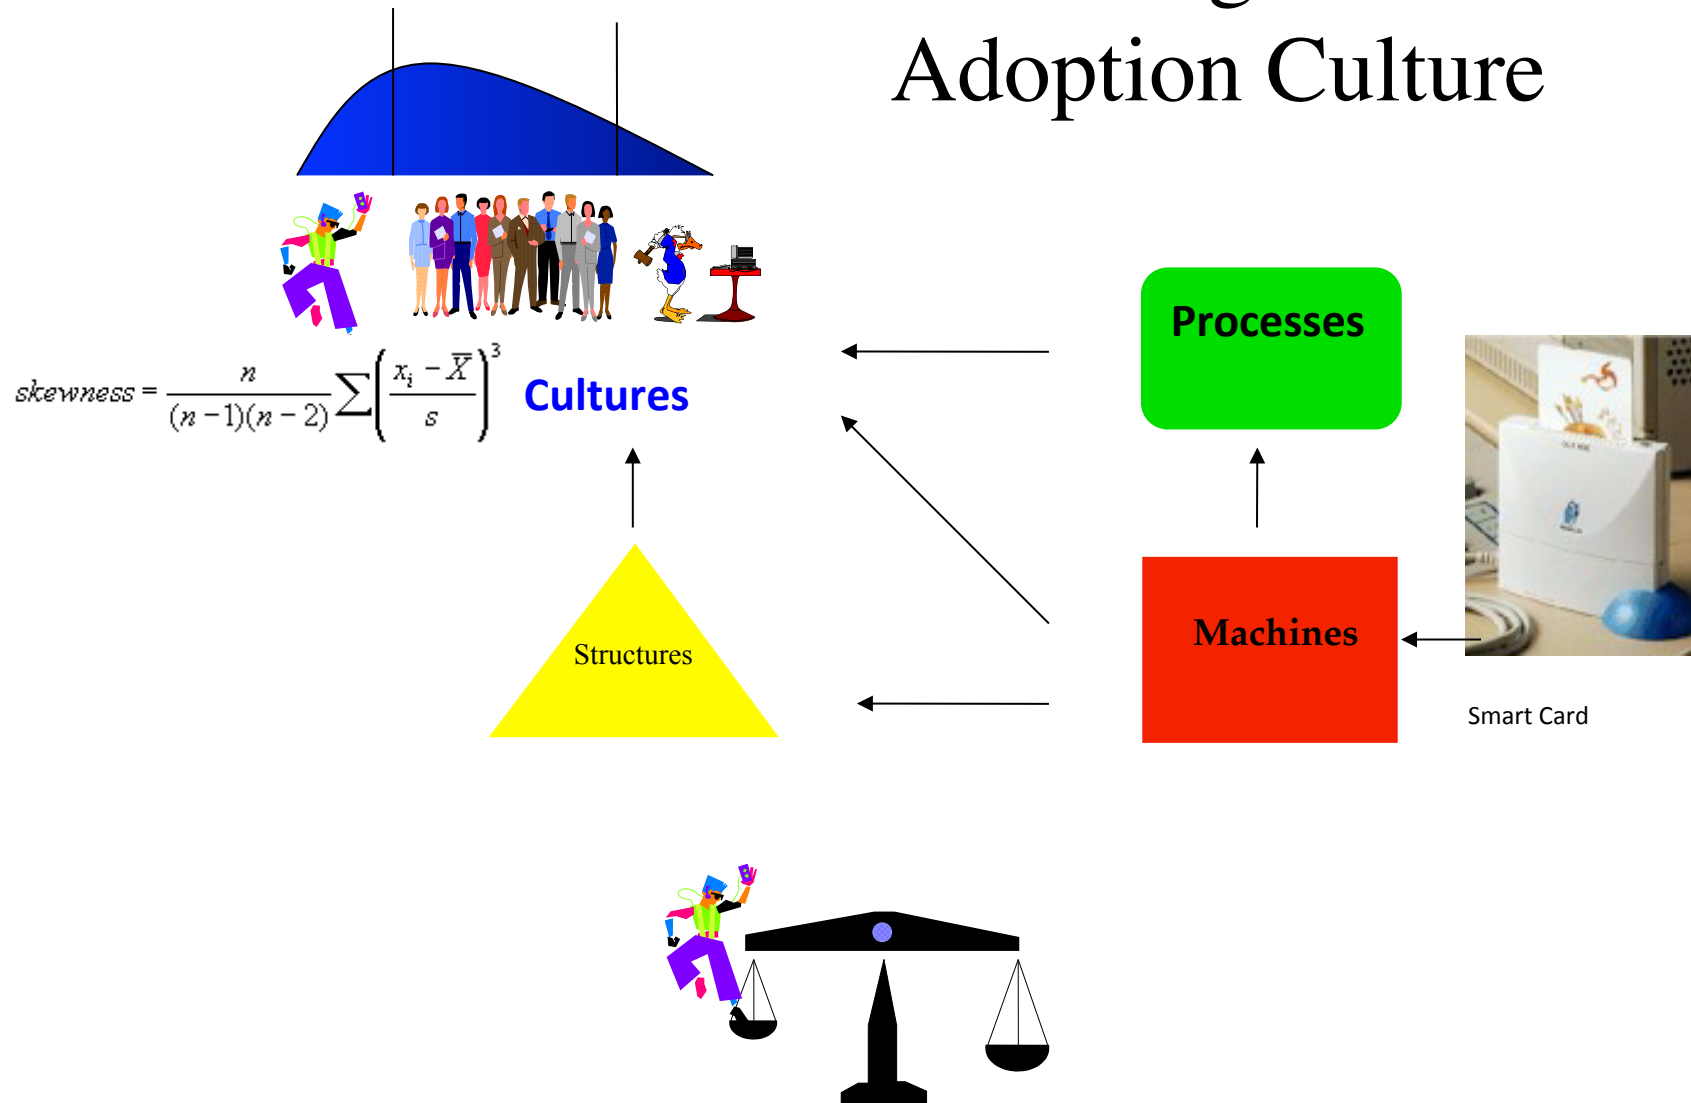 Adoption Culture
Processes
skewness = n / (n − 1)(n − 2) ∑ ( x_i − X̅ / s )^3
Cultures
Machines
Structures
Smart Card